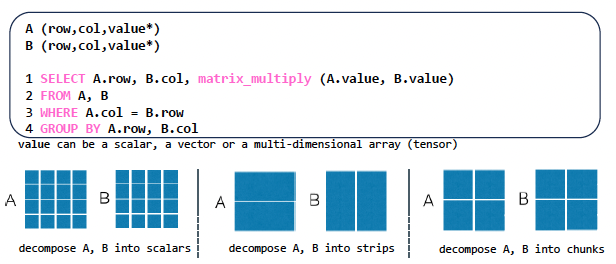 A (row,col,value*)
B (row,col,value*)
1 SELECT A.row, B.col, matrix_multiply (A.value, B.value)
2 FROM A, B
3 WHERE A.col = B.row
4 GROUP BY A.row, B.col
value can be a scalar, a vector or a multi-dimensional array (tensor)
A B
decompose A, B into scalars
A B
decompose A, B into strips
A B
decompose A, B into chunks